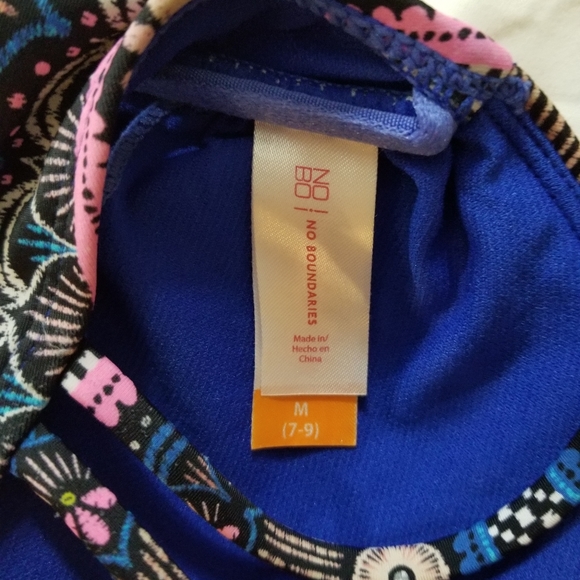 NO
BO
NO BOUNDARIES
Made in/
Hecho en
China
M
(7-9)